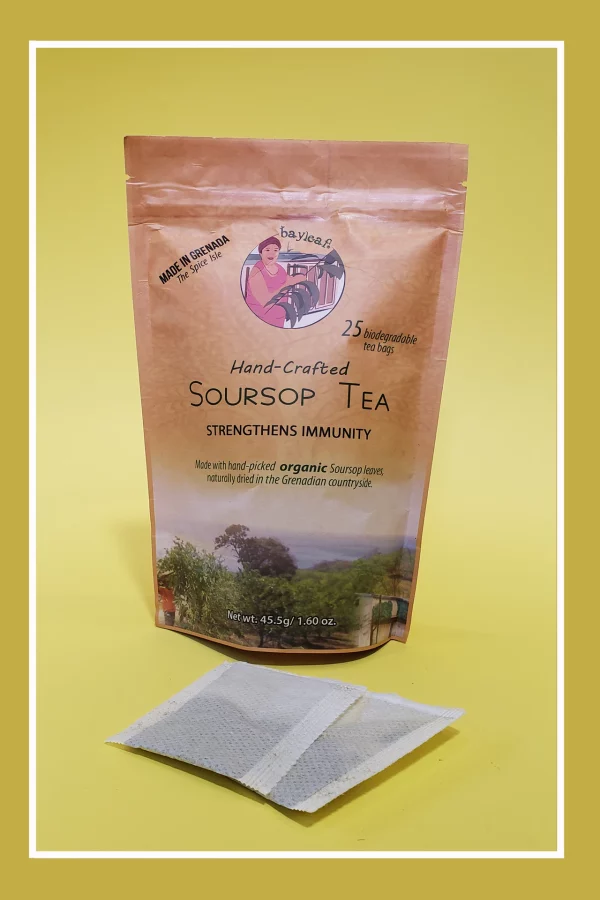 bayleaf.
MADE IN GRENADA
The Spice Isle
25 biodegradable
tea bags
Hand-Crafted
SOURSOP TEA
STRENGTHENS IMMUNITY
Made with hand-picked organic Soursop leaves,
naturally dried in the Grenadian countryside.
Net wt. 45.5g/ 1.60 oz.